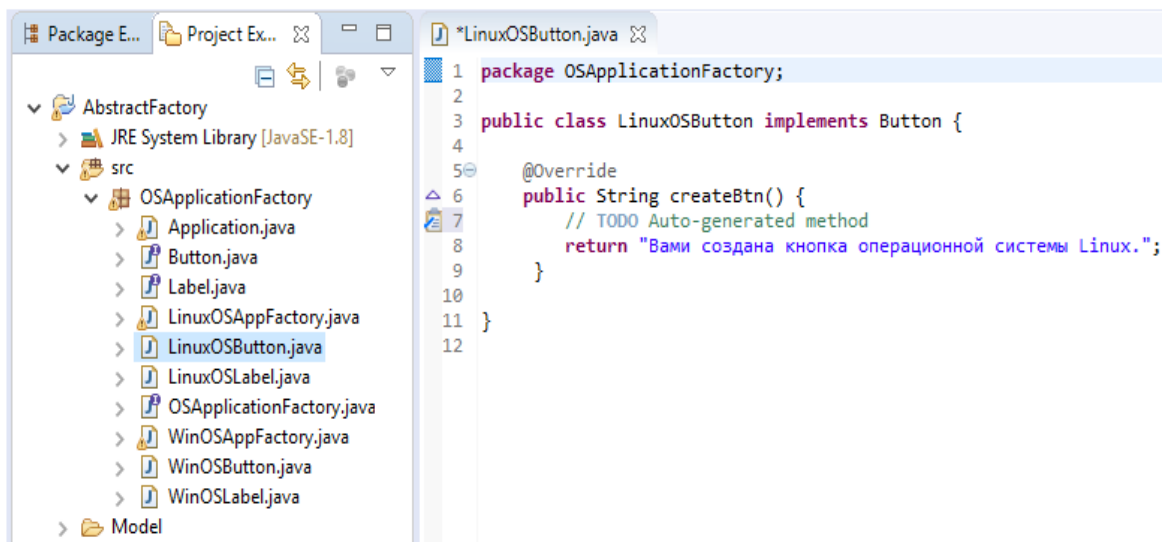 Package E...
Project Ex...
AbstractFactory
JRE System Library [JavaSE-1.8]
src
OSApplicationFactory
Application.java
Button.java
Label.java
LinuxOSAppFactory.java
LinuxOSButton.java
LinuxOSLabel.java
OSApplicationFactory.java
WinOSAppFactory.java
WinOSButton.java
WinOSLabel.java
Model
*LinuxOSButton.java
1 package OSApplicationFactory;
2
3 public class LinuxOSButton implements Button {
4
5 @Override
6 public String createBtn() {
7 // TODO Auto-generated method
8 return "Вами создана кнопка операционной системы Linux.";
9 }
10
11 }
12